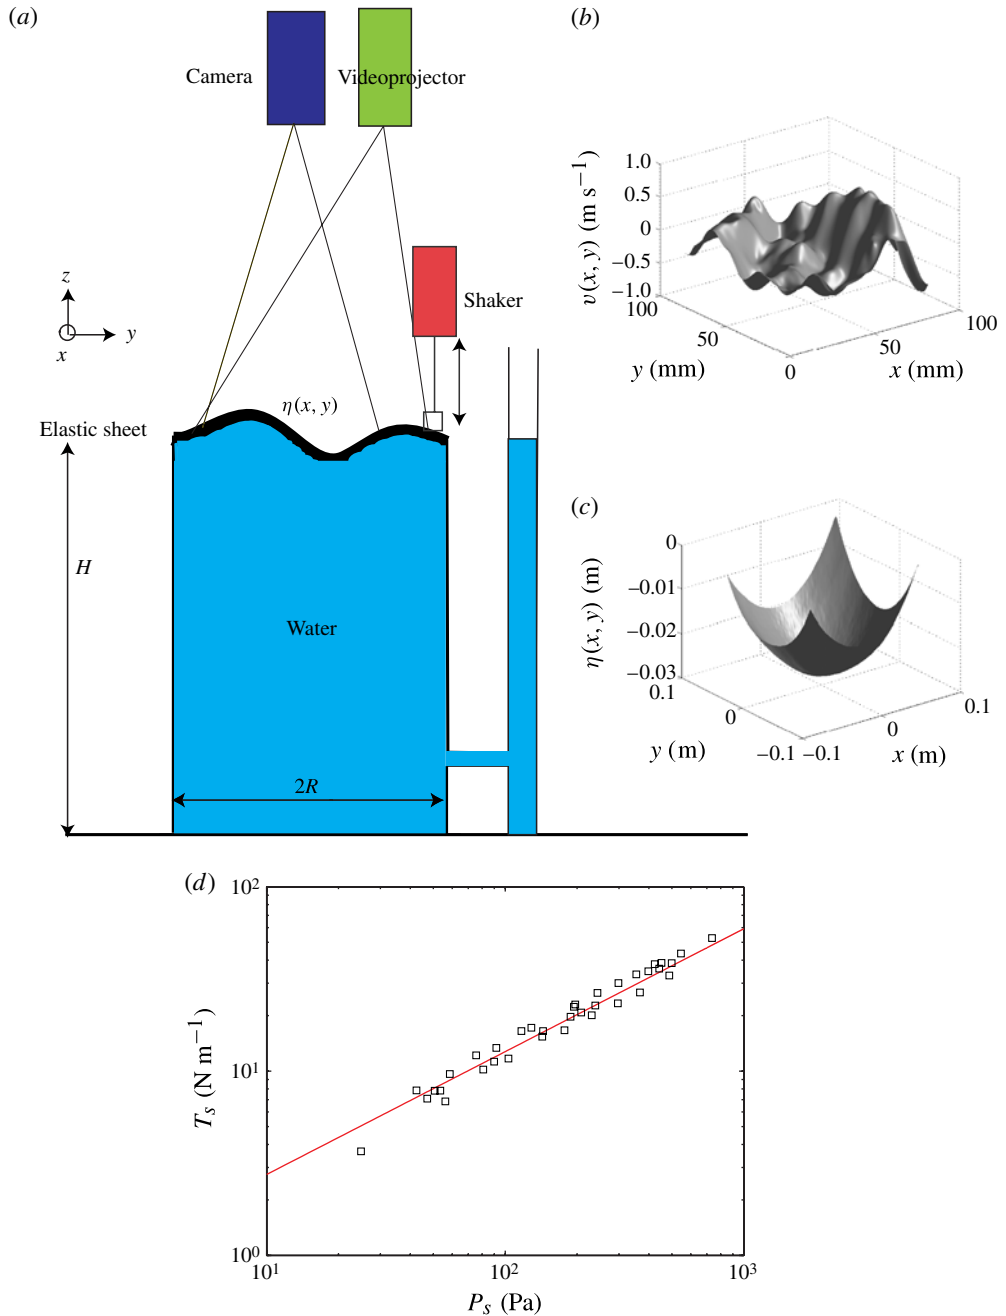 (a)
Camera
Videoprojector
Shaker
z
y
x
η(x, y)
Elastic sheet
H
Water
2R
(b)
v(x, y) (m s−1)
1.0
0.5
0
−0.5
−1.0
100
50
0
y (mm)
50
100
x (mm)
(c)
η(x, y) (m)
0
−0.01
−0.02
−0.03
0.1
0
−0.1
y (m)
−0.1
0
0.1
x (m)
(d)
Ts (N m−1)
10²
10¹
10⁰
10¹
10²
10³
Ps (Pa)